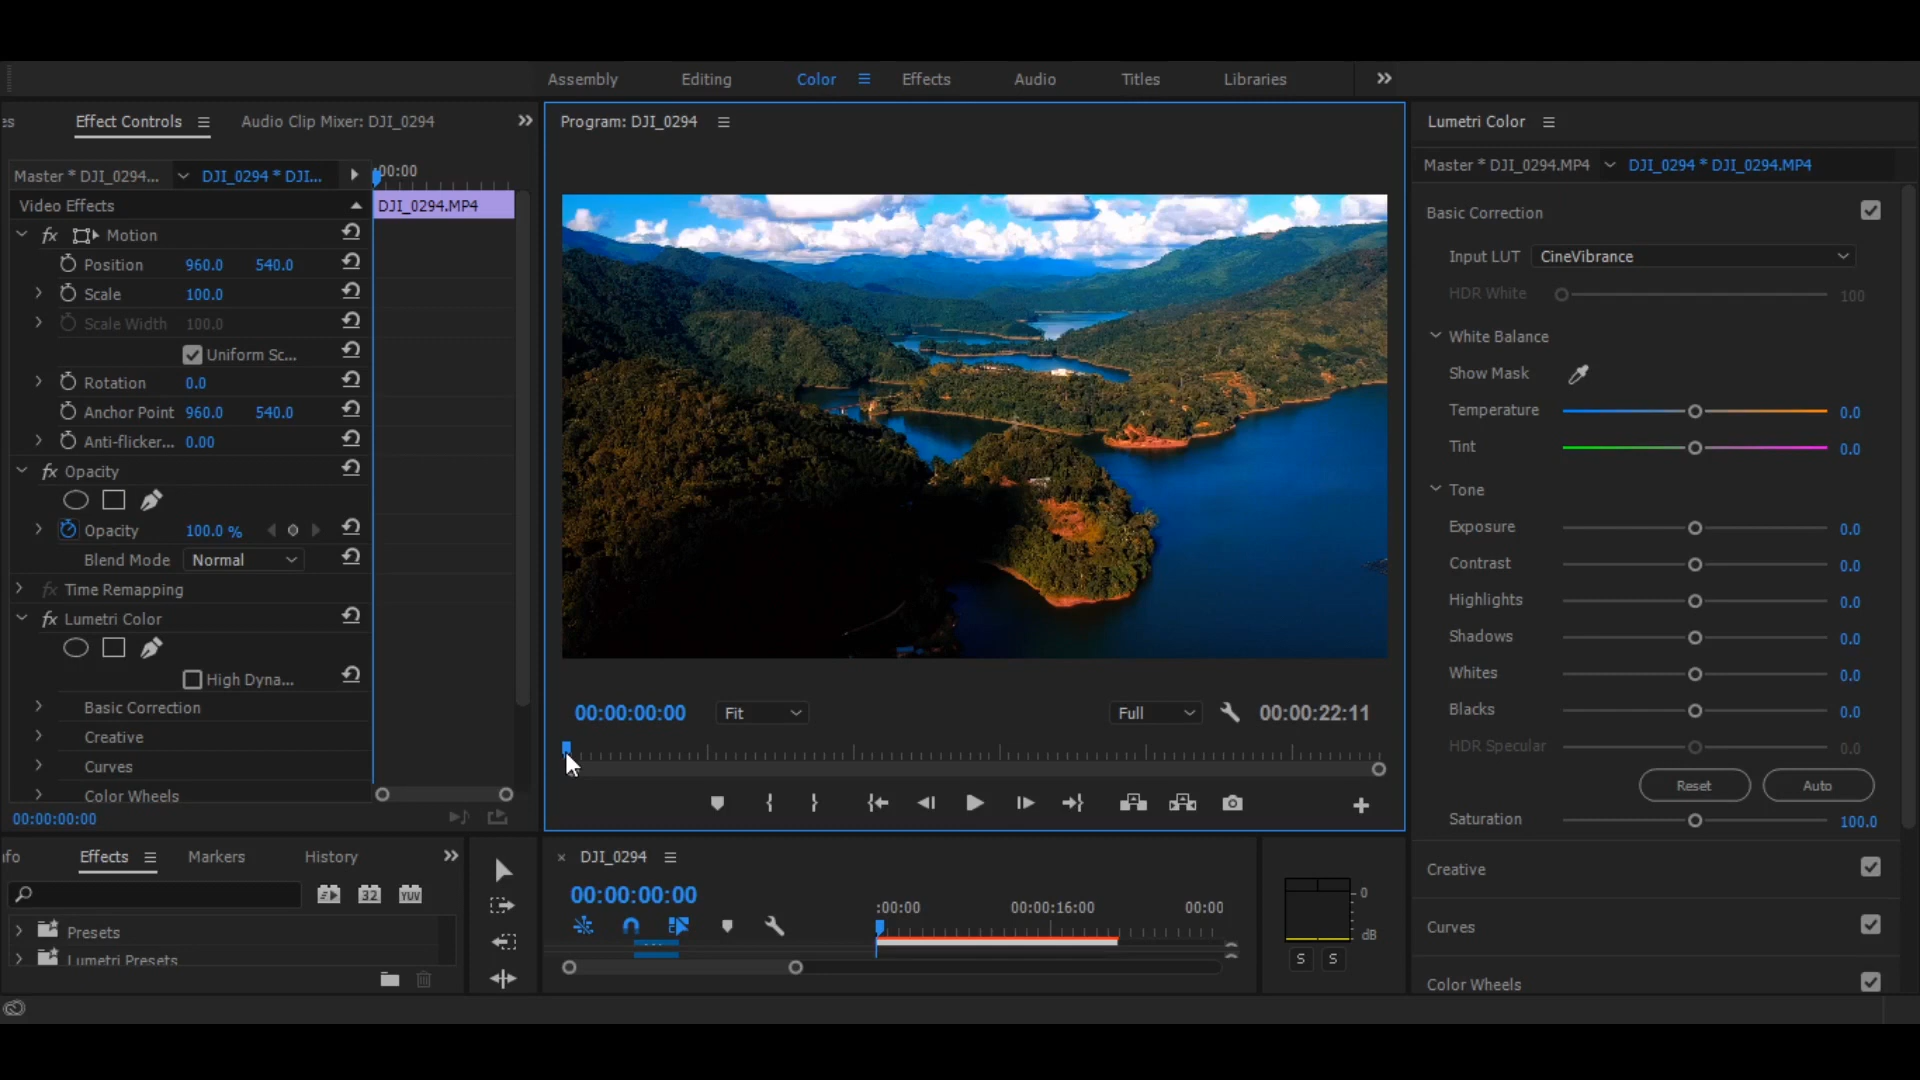 Assembly
Editing
Color
Effects
Audio
Titles
Libraries
es
Effect Controls
Audio Clip Mixer: DJI_0294
Master * DJI_0294...
DJI_0294 * DJI...
:00:00
Video Effects
DJI_0294.MP4
fx Motion
Position 960.0 540.0
Scale 100.0
Scale Width 100.0
Uniform Sc...
Rotation 0.0
Anchor Point 960.0 540.0
Anti-flicker... 0.00
fx Opacity
Opacity 100.0 %
Blend Mode Normal
fx Time Remapping
fx Lumetri Color
High Dyna...
Basic Correction
Creative
Curves
Color Wheels
00:00:00:00
Program: DJI_0294
00:00:00:00
Fit
Full
00:00:22:11
Lumetri Color
Master * DJI_0294.MP4
DJI_0294 * DJI_0294.MP4
Basic Correction
Input LUT CineVibrance
HDR White 100
White Balance
Show Mask
Temperature 0.0
Tint 0.0
Tone
Exposure 0.0
Contrast 0.0
Highlights 0.0
Shadows 0.0
Whites 0.0
Blacks 0.0
HDR Specular 0.0
Reset
Auto
Saturation 100.0
Creative
Curves
Color Wheels
nfo
Effects
Markers
History
32
YUV
Presets
Lumetri Presets
× DJI_0294
00:00:00:00
:00:00
00:00:16:00
00:00
0
dB
S
S